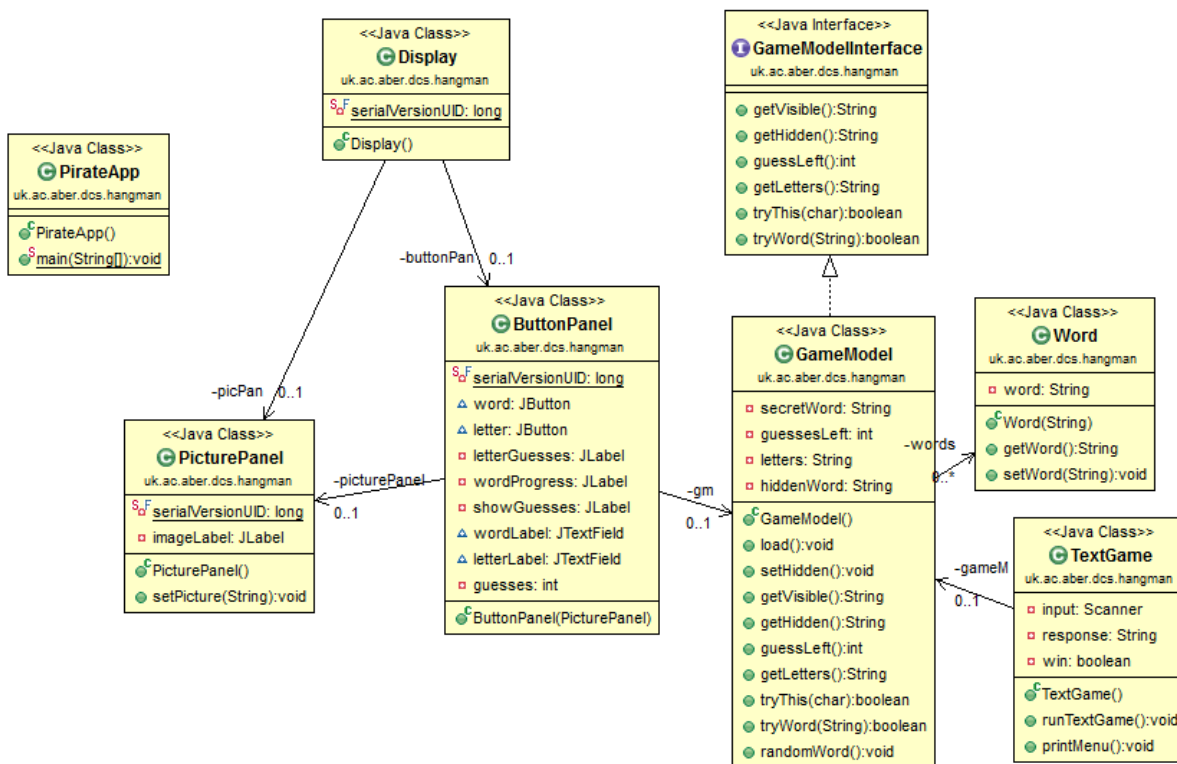 <<Java Class>>
Display
uk.ac.aber.dcs.hangman
serialVersionUID: long
Display()
<<Java Interface>>
GameModelInterface
uk.ac.aber.dcs.hangman
getVisible():String
getHidden():String
guessLeft():int
getLetters():String
tryThis(char):boolean
tryWord(String):boolean
<<Java Class>>
PirateApp
uk.ac.aber.dcs.hangman
PirateApp()
main(String[]):void
-buttonPan 0..1
-picPan 0..1
<<Java Class>>
ButtonPanel
uk.ac.aber.dcs.hangman
serialVersionUID: long
word: JButton
letter: JButton
letterGuesses: JLabel
wordProgress: JLabel
showGuesses: JLabel
wordLabel: JTextField
letterLabel: JTextField
guesses: int
ButtonPanel(PicturePanel)
<<Java Class>>
PicturePanel
uk.ac.aber.dcs.hangman
serialVersionUID: long
imageLabel: JLabel
PicturePanel()
setPicture(String):void
-picturePanel
0..1
-gm
0..1
<<Java Class>>
GameModel
uk.ac.aber.dcs.hangman
secretWord: String
guessesLeft: int
letters: String
hiddenWord: String
GameModel()
load():void
setHidden():void
getVisible():String
getHidden():String
guessLeft():int
getLetters():String
tryThis(char):boolean
tryWord(String):boolean
randomWord():void
-words
0..*
<<Java Class>>
Word
uk.ac.aber.dcs.hangman
word: String
Word(String)
getWord():String
setWord(String):void
-gameM
0..1
<<Java Class>>
TextGame
uk.ac.aber.dcs.hangman
input: Scanner
response: String
win: boolean
TextGame()
runTextGame():void
printMenu():void